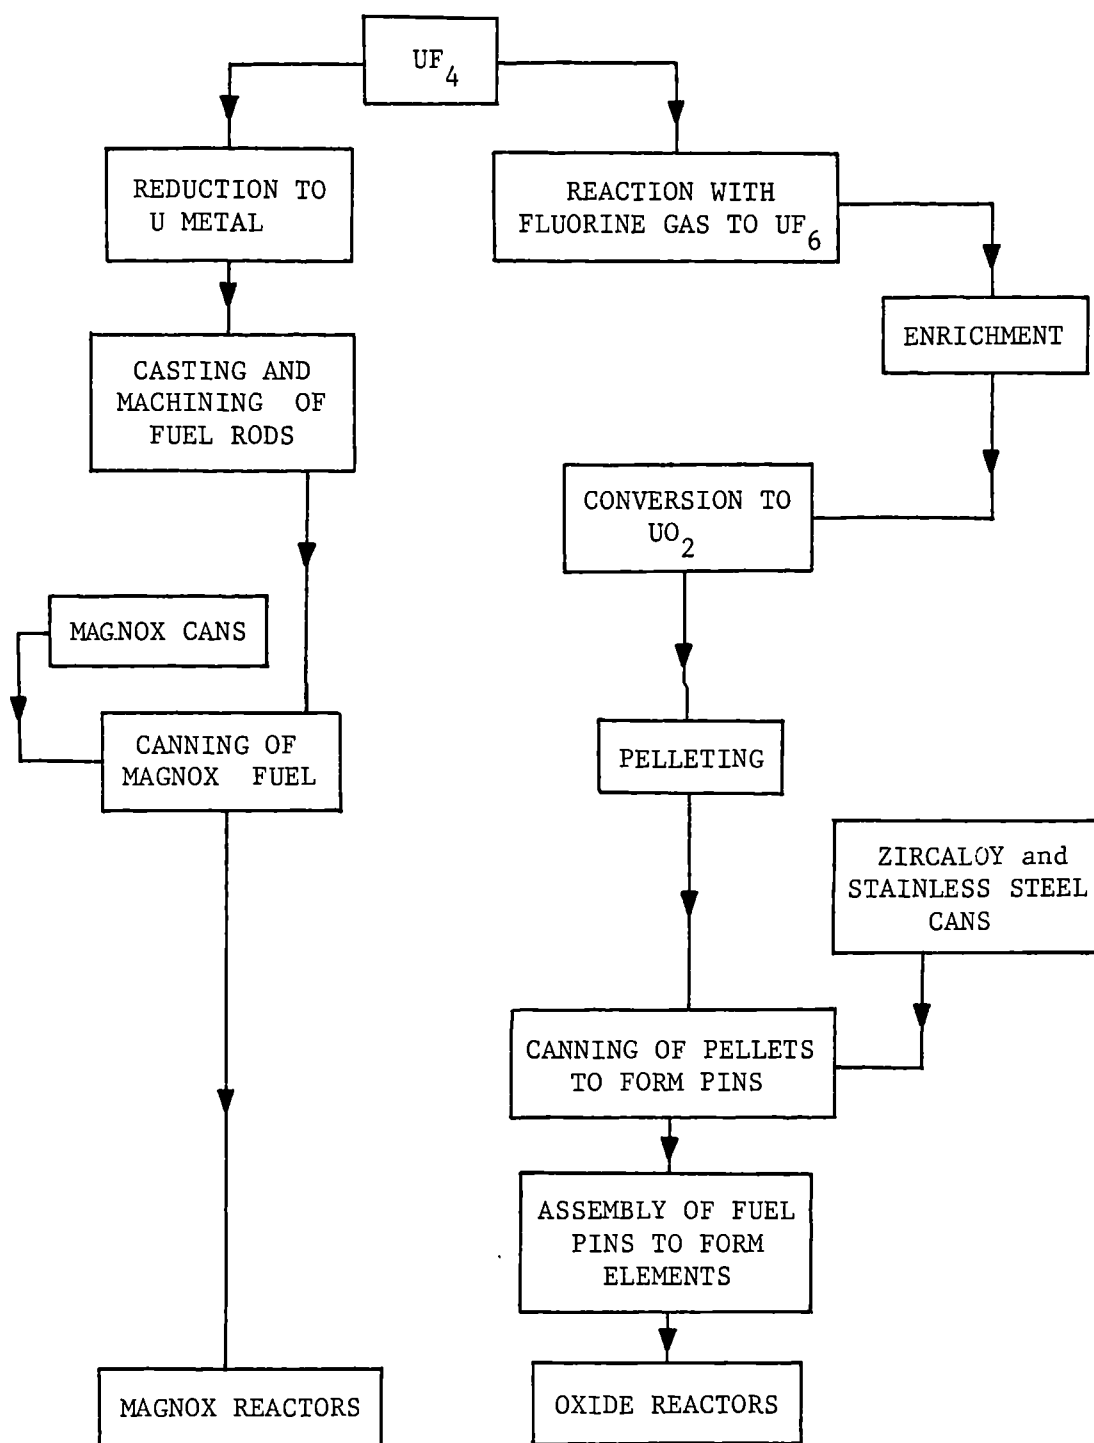 UF4
REDUCTION TO
U METAL
REACTION WITH
FLUORINE GAS TO UF6
ENRICHMENT
CASTING AND
MACHINING OF
FUEL RODS
CONVERSION TO
UO2
MAGNOX CANS
CANNING OF
MAGNOX FUEL
PELLETING
ZIRCALOY and
STAINLESS STEEL
CANS
CANNING OF PELLETS
TO FORM PINS
ASSEMBLY OF FUEL
PINS TO FORM
ELEMENTS
MAGNOX REACTORS
OXIDE REACTORS